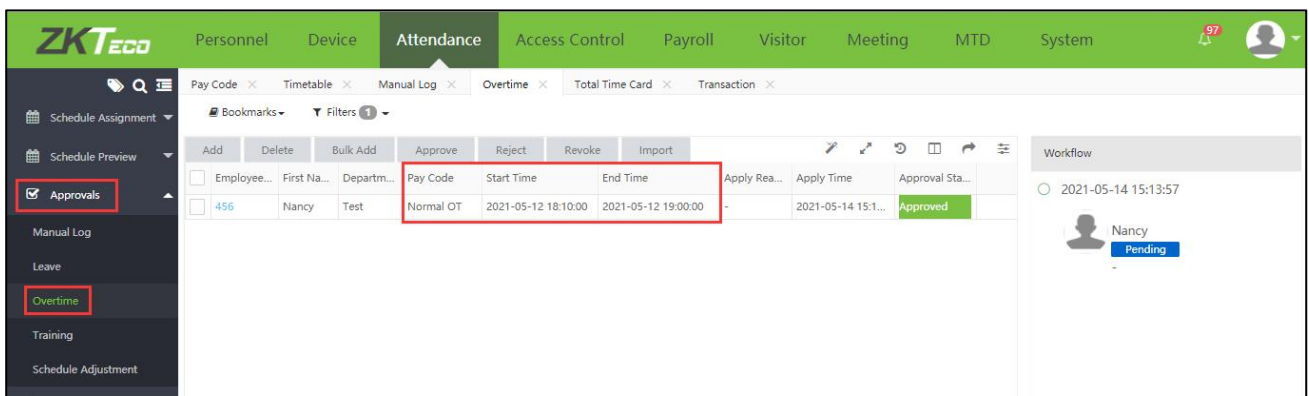 ZKTECO Personnel Device Attendance Access Control Payroll Visitor Meeting MTD System 97
Pay Code × Timetable × Manual Log × Overtime × Total Time Card × Transaction ×
Bookmarks Filters 1
Schedule Assignment
Schedule Preview
Approvals
Manual Log
Leave
Overtime
Training
Schedule Adjustment
Add Delete Bulk Add Approve Reject Revoke Import
Employee... First Na... Departm... Pay Code Start Time End Time Apply Rea... Apply Time Approval Sta...
456 Nancy Test Normal OT 2021-05-12 18:10:00 2021-05-12 19:00:00 - 2021-05-14 15:1... Approved
Workflow
2021-05-14 15:13:57
Nancy
Pending
-